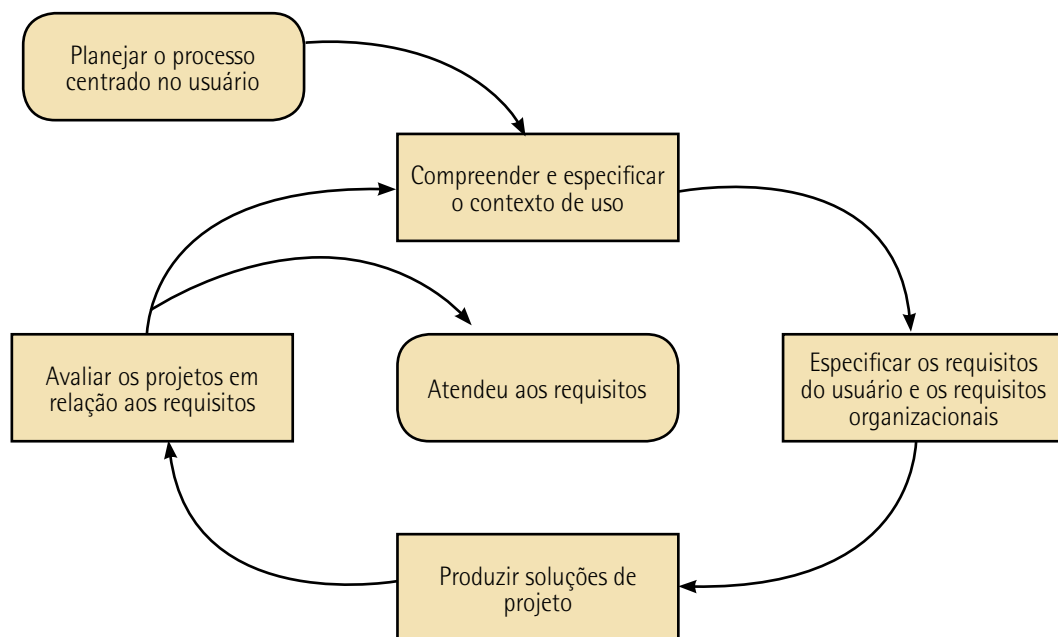 Planejar o processo
centrado no usuário
Compreender e especificar
o contexto de uso
Avaliar os projetos em
relação aos requisitos
Atendeu aos requisitos
Especificar os requisitos
do usuário e os requisitos
organizacionais
Produzir soluções de
projeto